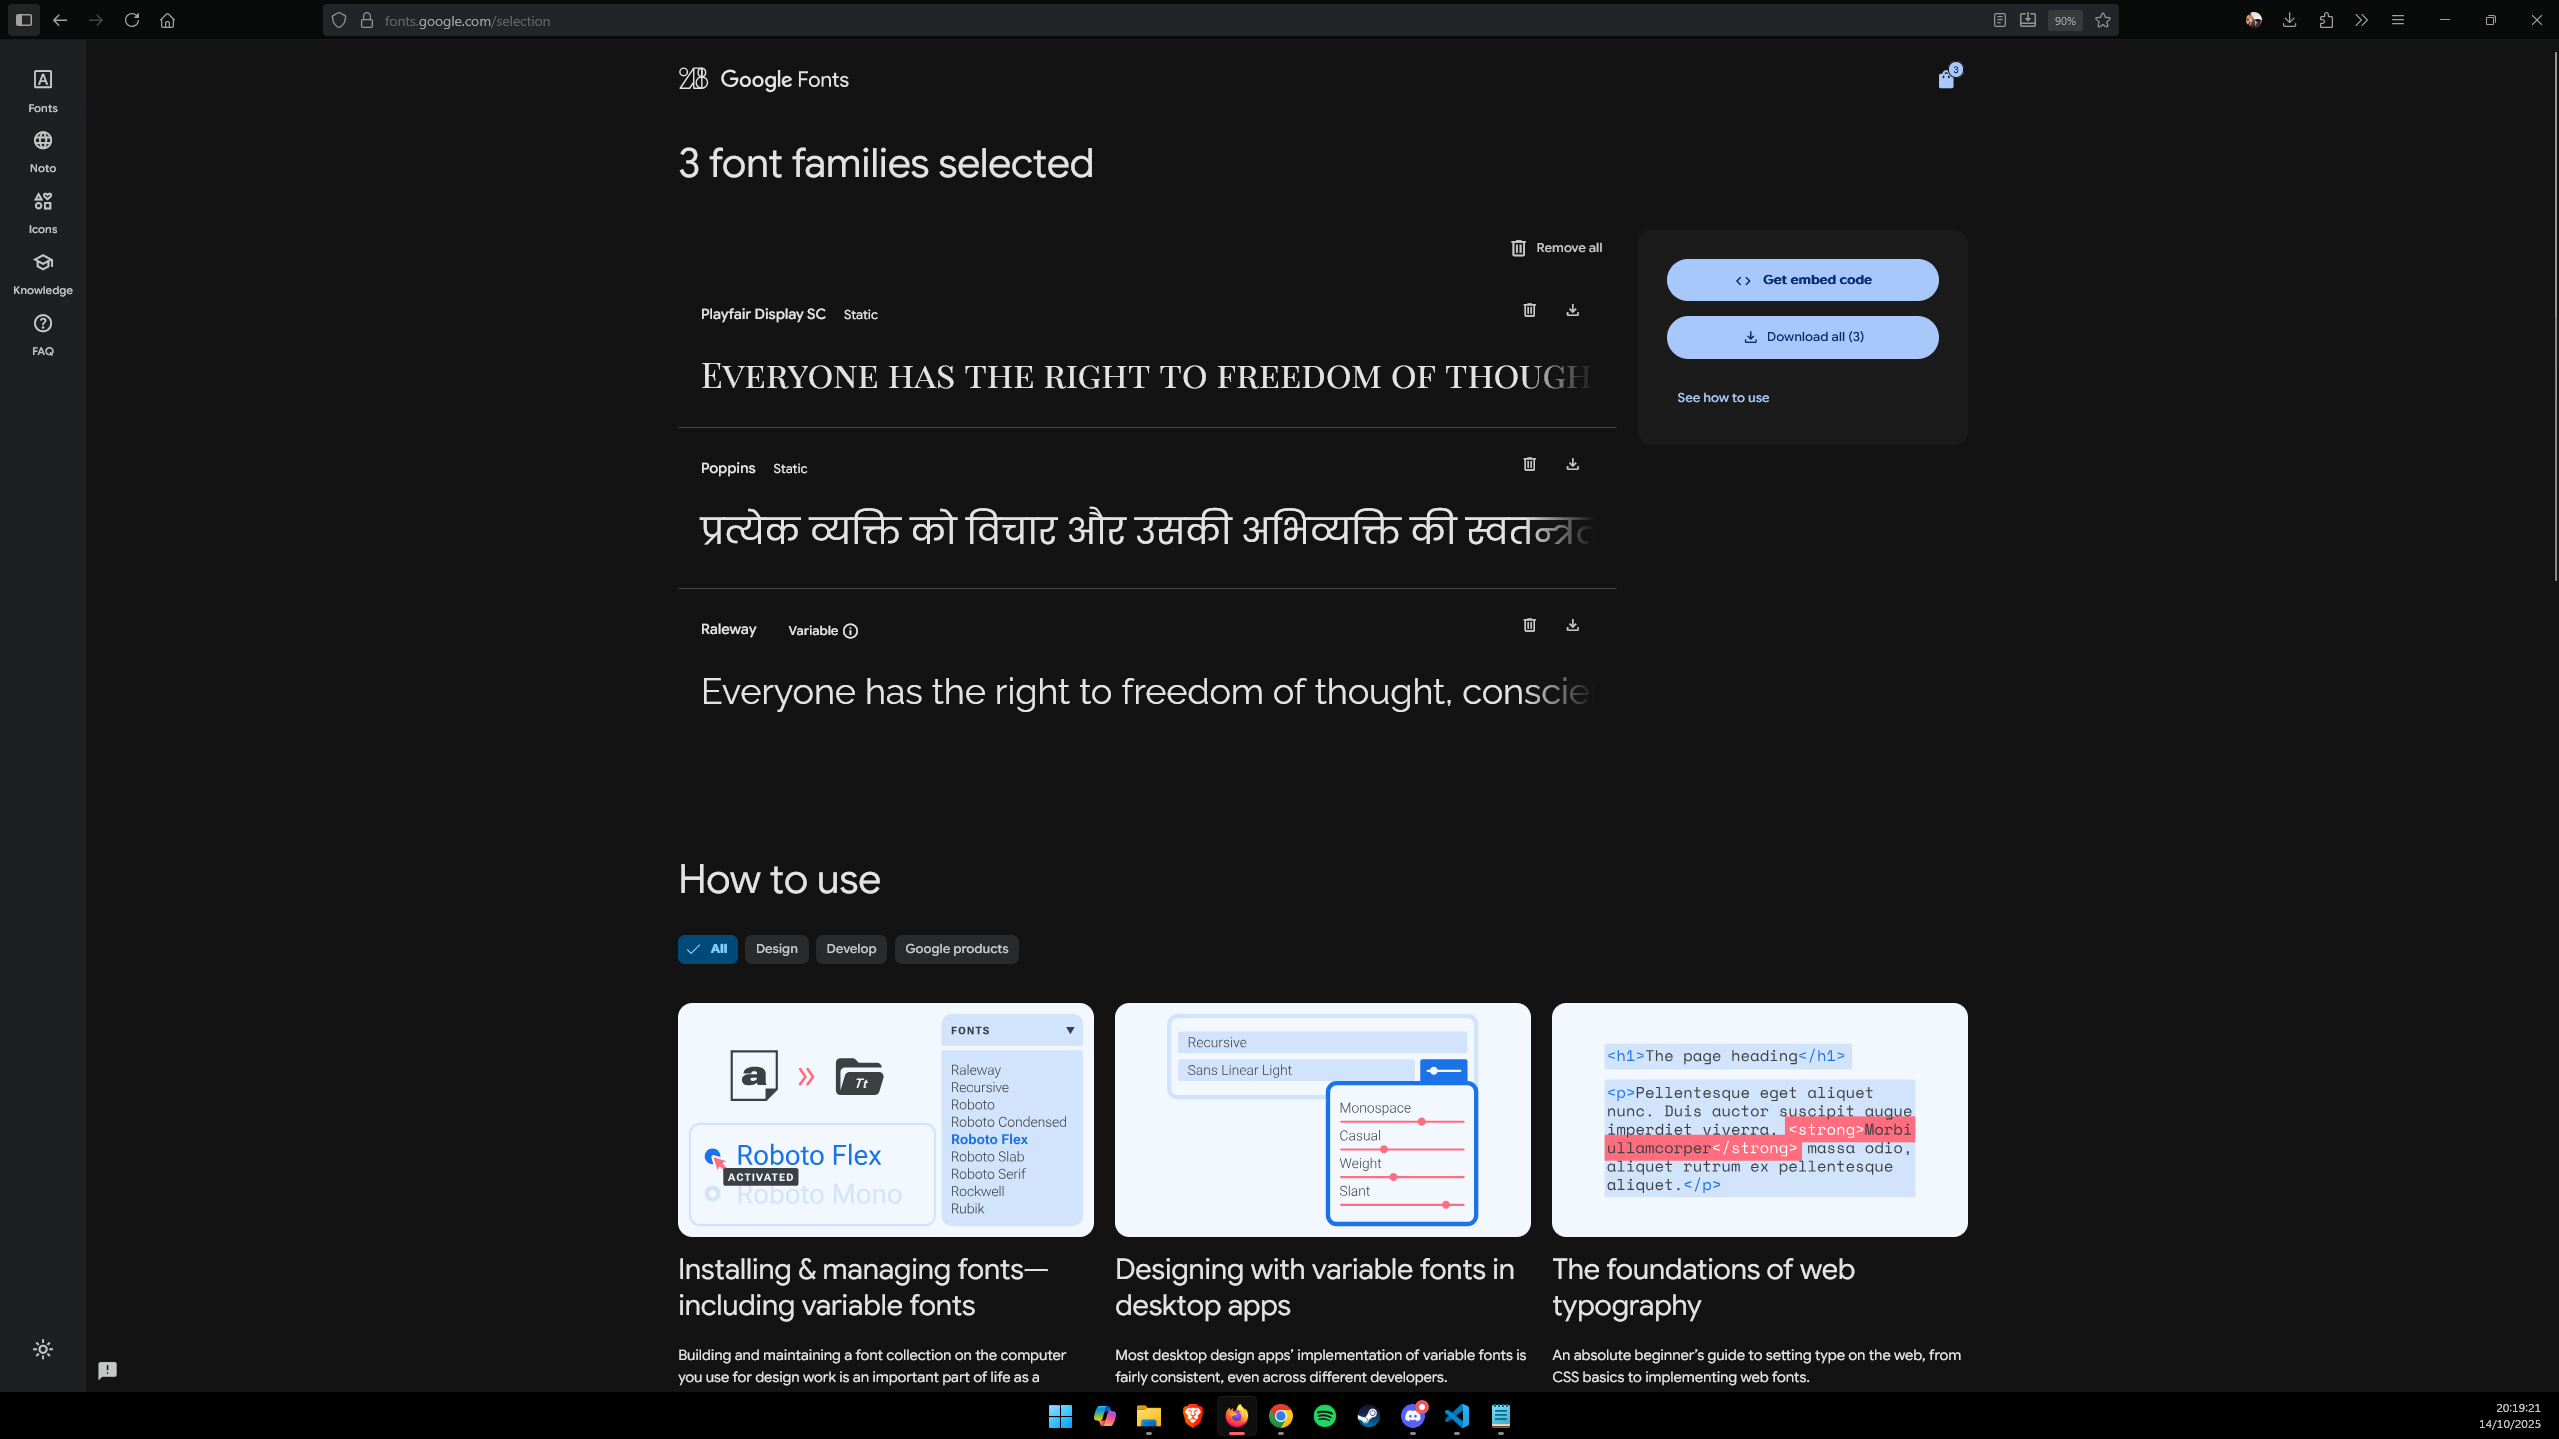 fonts.google.com/selection
90%
Fonts
Noto
Icons
Knowledge
FAQ
Google Fonts
3
3 font families selected
Remove all
Get embed code
Download all (3)
See how to use
Playfair Display SC Static
Everyone has the right to freedom of though
Poppins Static
प्रत्येक व्यक्ति को विचार और उसकी अभिव्यक्ति की
Raleway Variable
Everyone has the right to freedom of thought, conscie
How to use
All
Design
Develop
Google products
FONTS
Raleway
Recursive
Roboto
Roboto Condensed
Roboto Flex
Roboto Slab
Roboto Serif
Rockwell
Rubik
a
Tt
Roboto Flex
ACTIVATED
Roboto Mono
Recursive
Sans Linear Light
Monospace
Casual
Weight
Slant
<h1>The page heading</h1>
<p>Pellentesque eget aliquet
nunc. Duis auctor suscipit augue
imperdiet viverra. <strong>Morbi
ullamcorper</strong> massa odio,
aliquet rutrum ex pellentesque
aliquet.</p>
Installing & managing fonts—
including variable fonts
Building and maintaining a font collection on the computer
you use for design work is an important part of life as a
Designing with variable fonts in
desktop apps
Most desktop design apps’ implementation of variable fonts is
fairly consistent, even across different developers.
The foundations of web
typography
An absolute beginner’s guide to setting type on the web, from
CSS basics to implementing web fonts.
20:19:21
14/10/2025